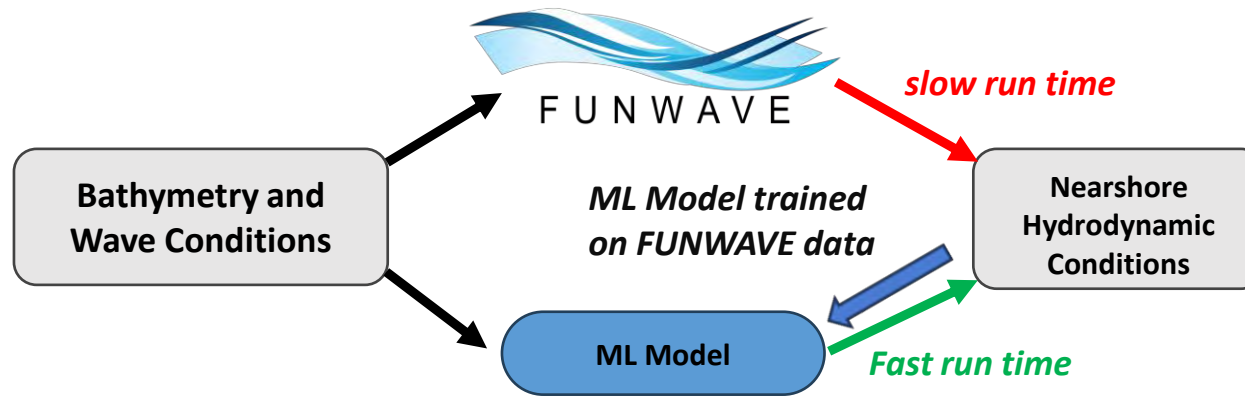 FUNWAVE
slow run time
Bathymetry and
Wave Conditions
ML Model trained
on FUNWAVE data
Nearshore
Hydrodynamic
Conditions
ML Model
Fast run time